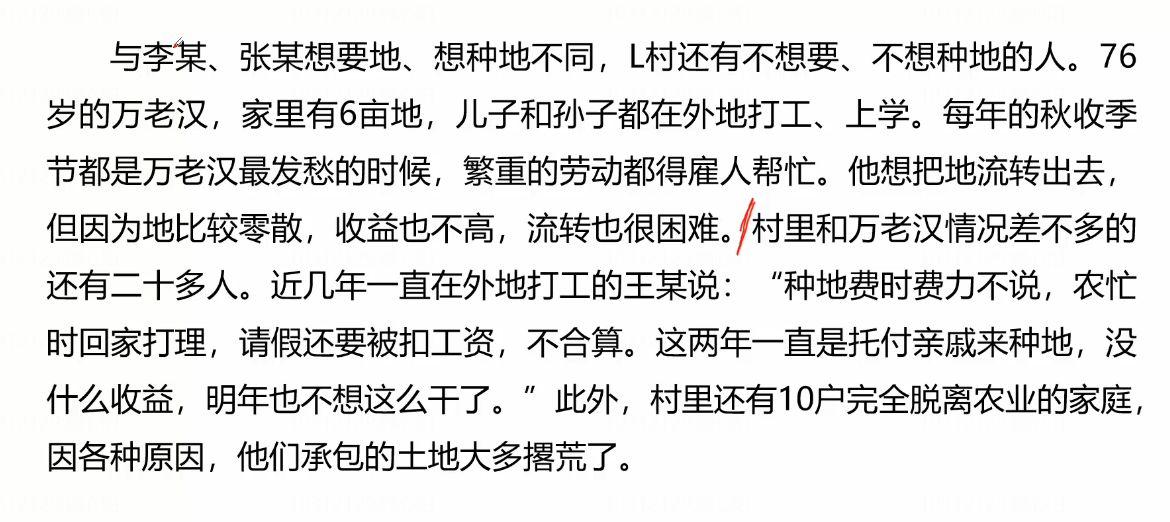 与李某、张某想要地、想种地不同，L村还有不想要、不想种地的人。76
岁的万老汉，家里有6亩地，儿子和孙子都在外地打工、上学。每年的秋收季
节都是万老汉最发愁的时候，繁重的劳动都得雇人帮忙。他想把地流转出去，
但因为地比较零散，收益也不高，流转也很困难。村里和万老汉情况差不多的
还有二十多人。近几年一直在外地打工的王某说：“种地费时费力不说，农忙
时回家打理，请假还要被扣工资，不合算。这两年一直是托付亲戚来种地，没
什么收益，明年也不想这么干了。”此外，村里还有10户完全脱离农业的家庭，
因各种原因，他们承包的土地大多撂荒了。